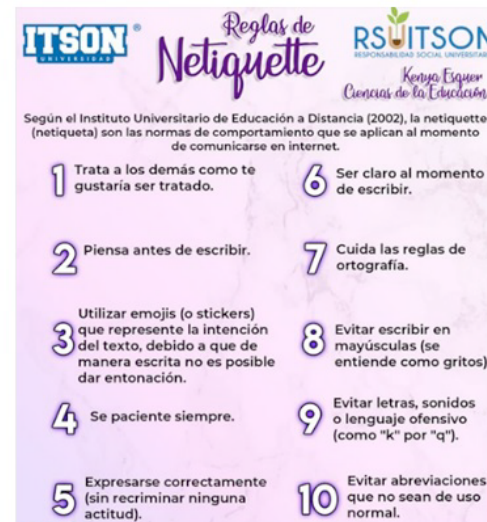 ITSON
UNIVERSIDAD
Reglas de
Netiquette
RSUITSON
RESPONSABILIDAD SOCIAL UNIVERSITARI
Kenya Esquer
Ciencias de la Educación
Según el Instituto Universitario de Educación a Distancia (2002), la netiquette
(netiqueta) son las normas de comportamiento que se aplican al momento
de comunicarse en internet.
1 Trata a los demás como te
gustaría ser tratado.
2 Piensa antes de escribir.
3 Utilizar emojis (o stickers)
que represente la intención
del texto, debido a que de
manera escrita no es posible
dar entonación.
4 Se paciente siempre.
5 Expresarse correctamente
(sin recriminar ninguna
actitud).
6 Ser claro al momento
de escribir.
7 Cuida las reglas de
ortografía.
8 Evitar escribir en
mayúsculas (se
entiende como gritos)
9 Evitar letras, sonidos
o lenguaje ofensivo
(como "k" por "q").
10 Evitar abreviaciones
que no sean de uso
normal.